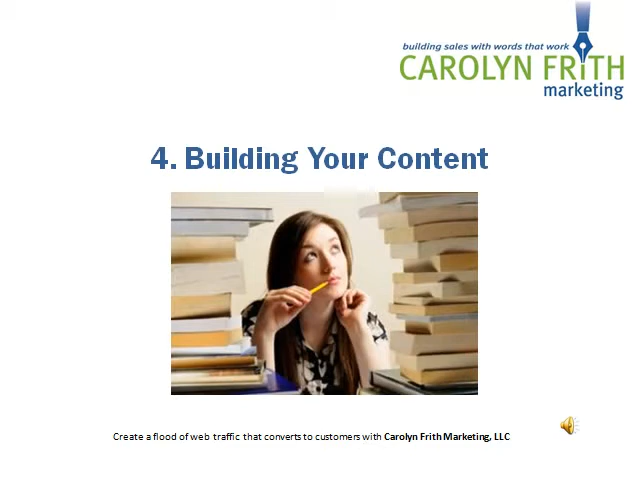 building sales with words that work
CAROLYN FRITH
marketing
4. Building Your Content
Create a flood of web traffic that converts to customers with Carolyn Frith Marketing, LLC